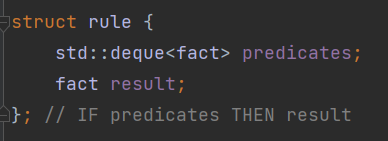 struct rule {
    std::deque<fact> predicates;
    fact result;
}; // IF predicates THEN result